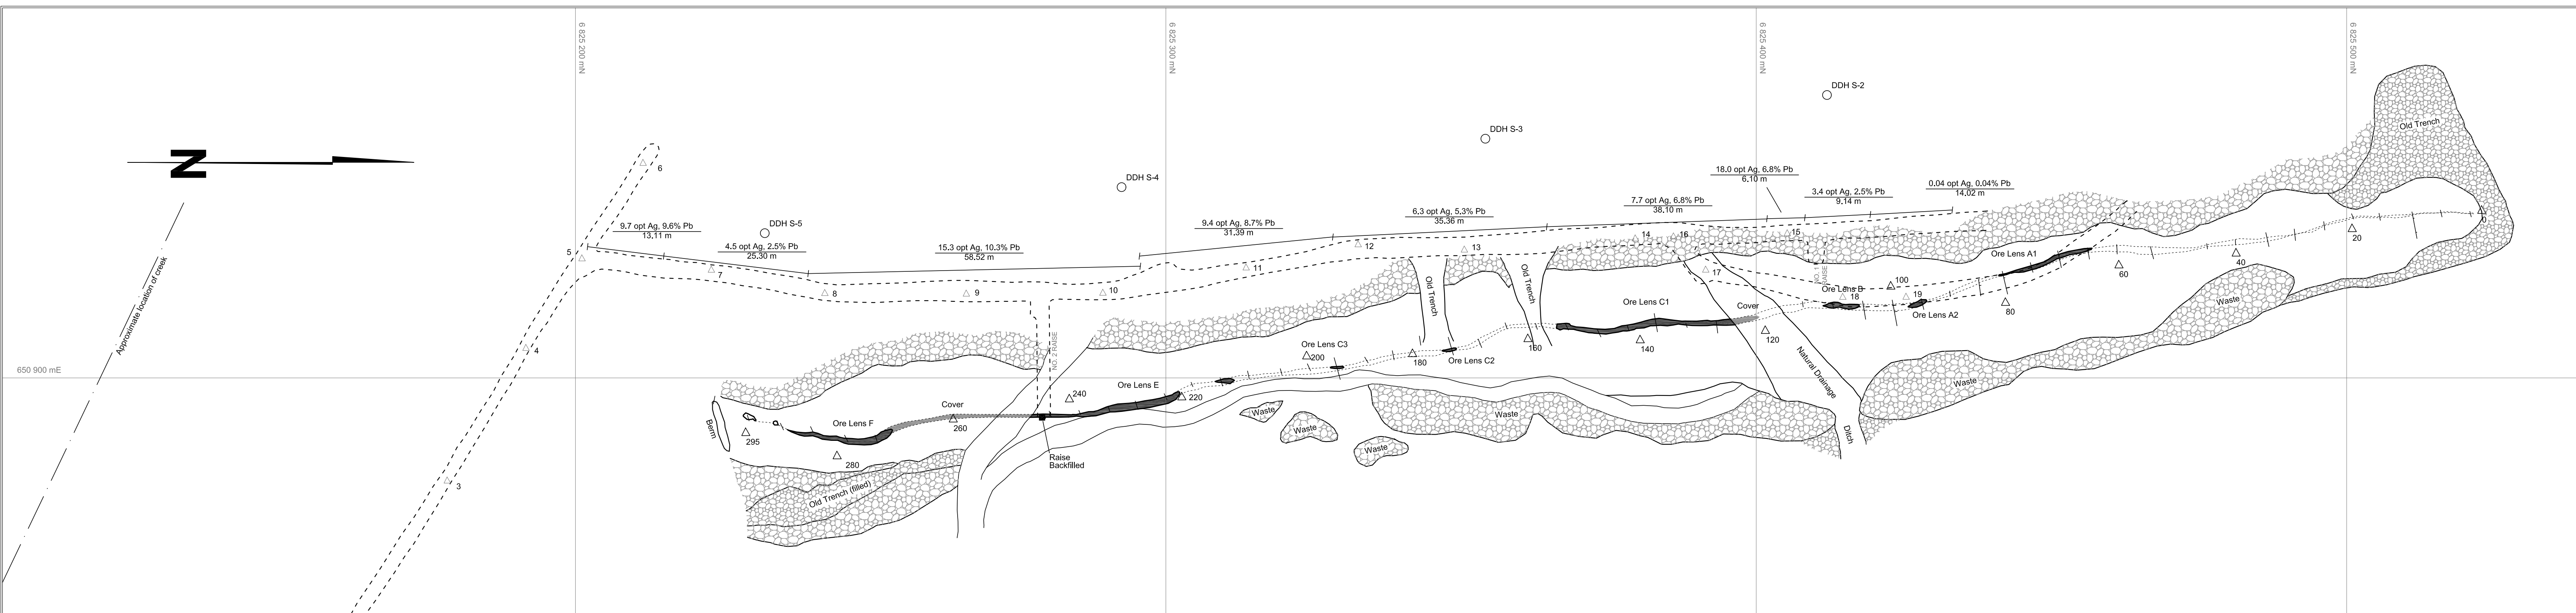 6 825 200 mN
6 825 300 mN
6 825 400 mN
6 825 500 mN
650 900 mE
N
Approximate location of creek
DDH S-2
DDH S-3
DDH S-4
DDH S-5
9.7 opt Ag, 9.6% Pb
13,11 m
4.5 opt Ag, 2.5% Pb
25,30 m
15.3 opt Ag, 10.3% Pb
58,52 m
9.4 opt Ag, 8.7% Pb
31,39 m
6,3 opt Ag, 5,3% Pb
35,36 m
7.7 opt Ag, 6.8% Pb
38,10 m
18.0 opt Ag, 6.8% Pb
6.10 m
3.4 opt Ag, 2.5% Pb
9,14 m
0,04 opt Ag, 0,04% Pb
14,02 m
3
4
5
6
7
8
9
10
11
12
13
14
15
16
17
18
19
0
20
40
60
80
100
120
140
160
180
200
220
240
260
280
295
Old Trench
Old Trench
Old Trench
Old Trench (filled)
Ore Lens A1
Ore Lens A2
Ore Lens B
Ore Lens C1
Ore Lens C2
Ore Lens C3
Ore Lens E
Ore Lens F
Cover
Cover
NO. 1
RAISE
NO. 2 RAISE
Raise
Backfilled
Natural Drainage
Ditch
Berm
Waste
Waste
Waste
Waste
Waste
Waste